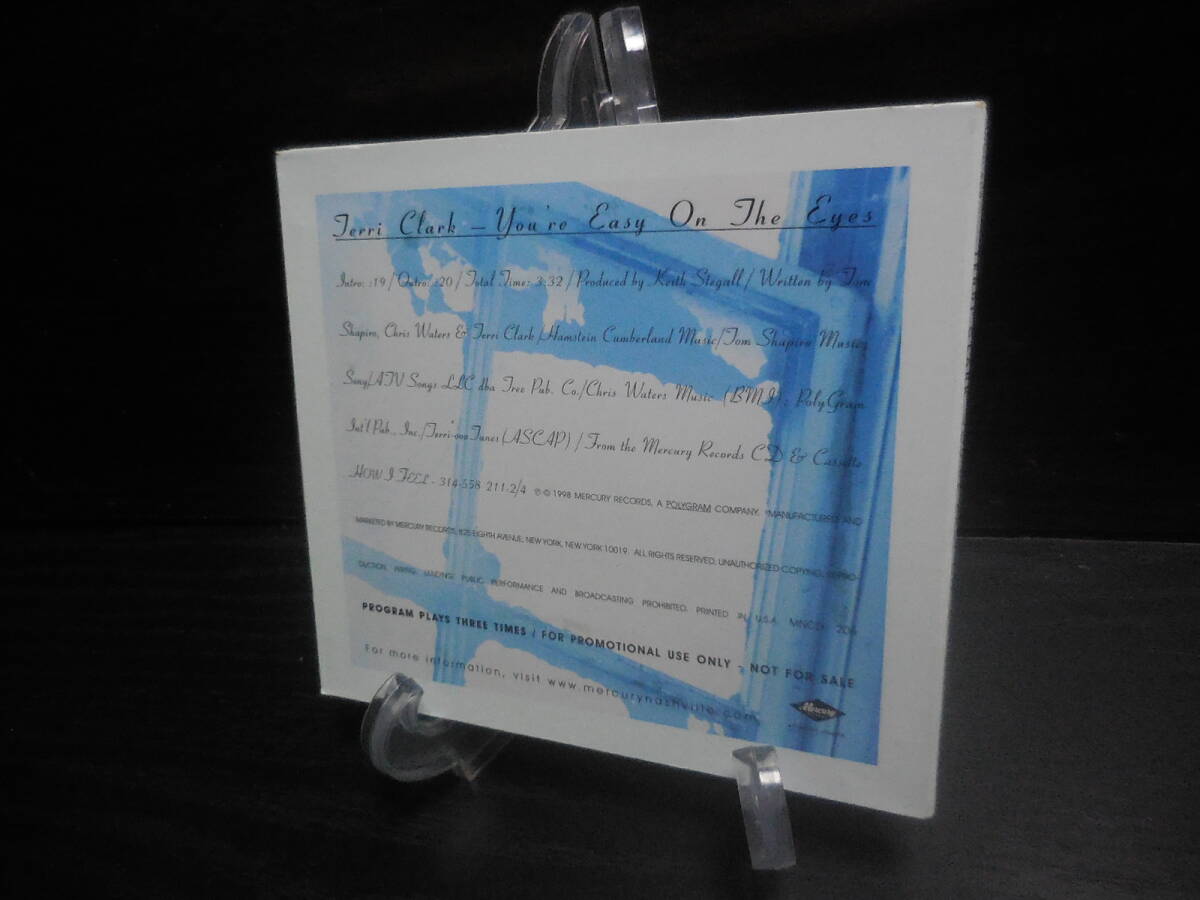 Terri Clark – You're Easy On The Eyes
Intro: :19 / Outro: :20 / Total Time: 3:32 / Produced by Keith Stegall / Written by Tom
Shapiro, Chris Waters & Terri Clark /Hamstein Cumberland Music/Tom Shapiro Music,
Sony/ATV Songs LLC dba Tree Pub. Co./Chris Waters Music (BMI); PolyGram
Int'l Pub., Inc./Terri-ooo Tunes (ASCAP) / From the Mercury Records CD & Cassette
HOW I FEEL - 314-558 211-2/4 ℗ © 1998 MERCURY RECORDS, A POLYGRAM COMPANY. MANUFACTURED AND
MARKETED BY MERCURY RECORDS, 825 EIGHTH AVENUE, NEW YORK, NEW YORK 10019. ALL RIGHTS RESERVED. UNAUTHORIZED COPYING, REPRO-
DUCTION, HIRING, LENDING, PUBLIC PERFORMANCE AND BROADCASTING PROHIBITED. PRINTED IN U.S.A.
PROGRAM PLAYS THREE TIMES / FOR PROMOTIONAL USE ONLY - NOT FOR SALE
For more information, visit www.mercurynashville.com
Mercury